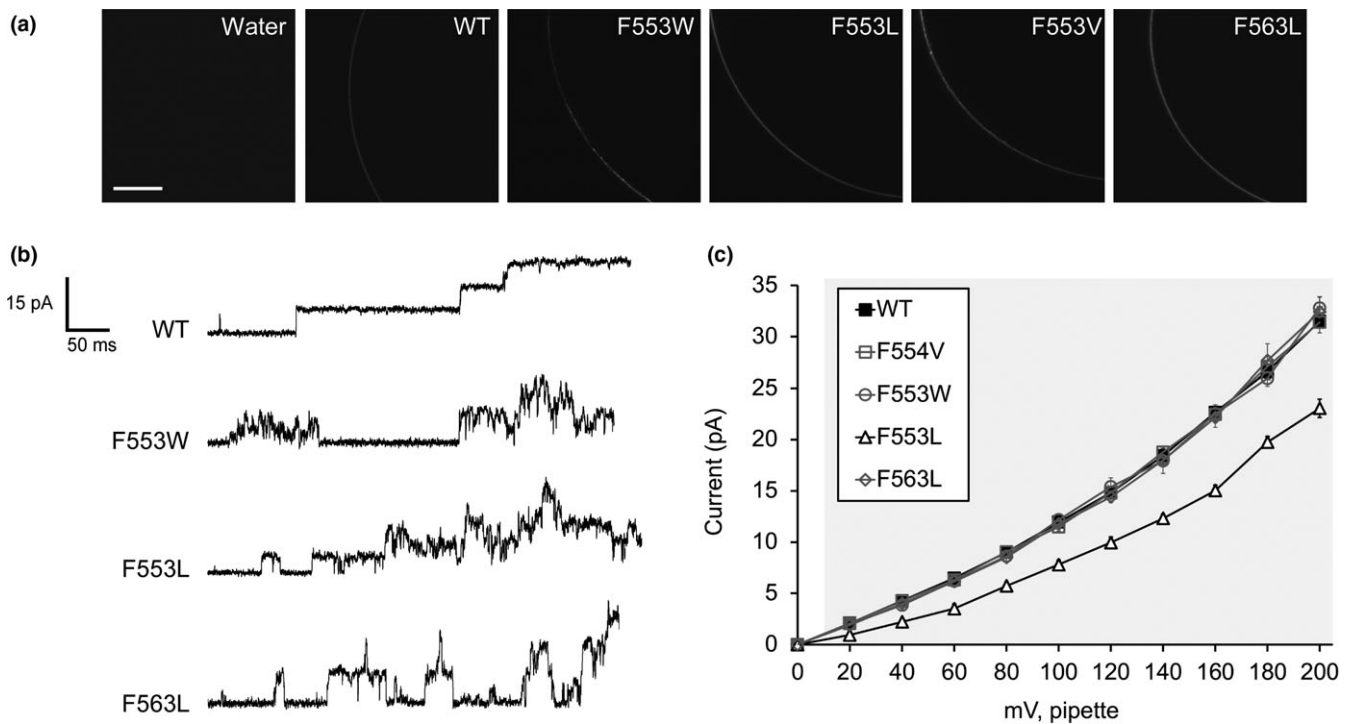 (a)
Water
WT
F553W
F553L
F553V
F563L
(b)
15 pA
50 ms
WT
F553W
F553L
F563L
(c)
35
30
25
20
15
10
5
0
Current (pA)
WT
F554V
F553W
F553L
F563L
0 20 40 60 80 100 120 140 160 180 200
mV, pipette